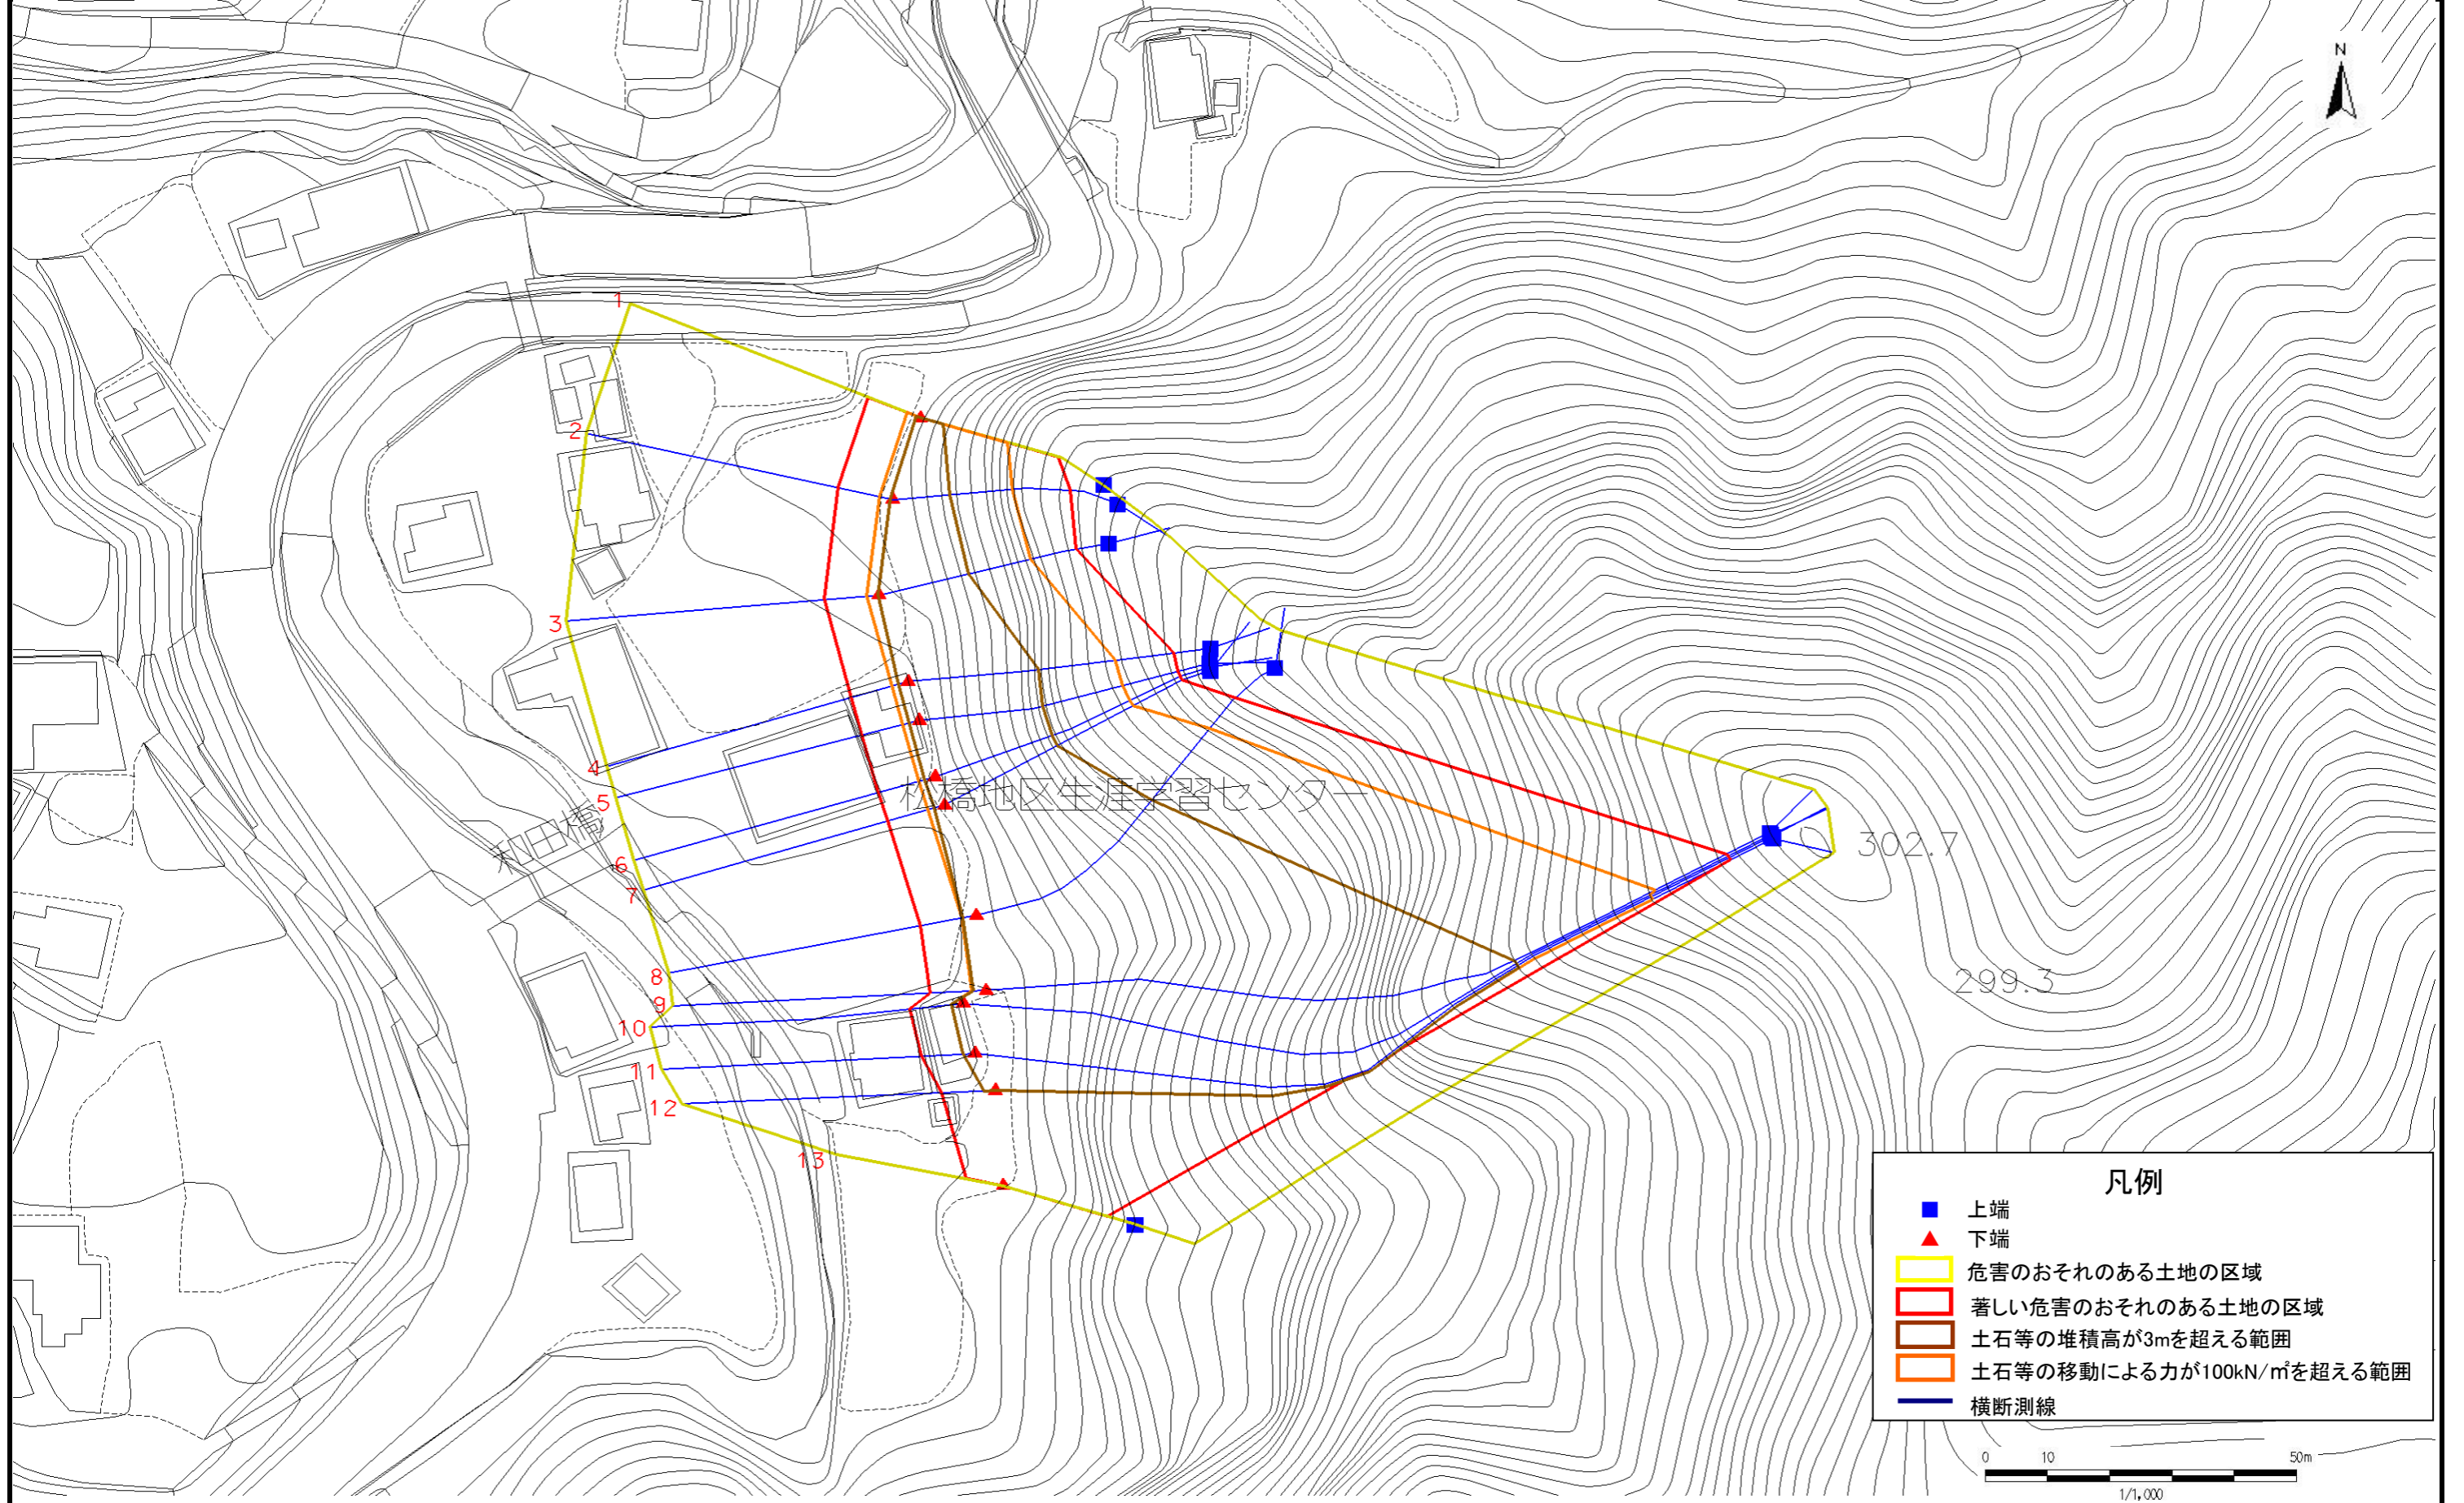 N
1
2
3
4
5
6
7
8
9
10
11
12
13
松橋地区生涯学習センター
和田橋
302.7
299.3
凡例
上端
下端
危害のおそれのある土地の区域
著しい危害のおそれのある土地の区域
土石等の堆積高が3mを超える範囲
土石等の移動による力が100kN/㎡を超える範囲
横断測線
0 10 50m
1/1,000